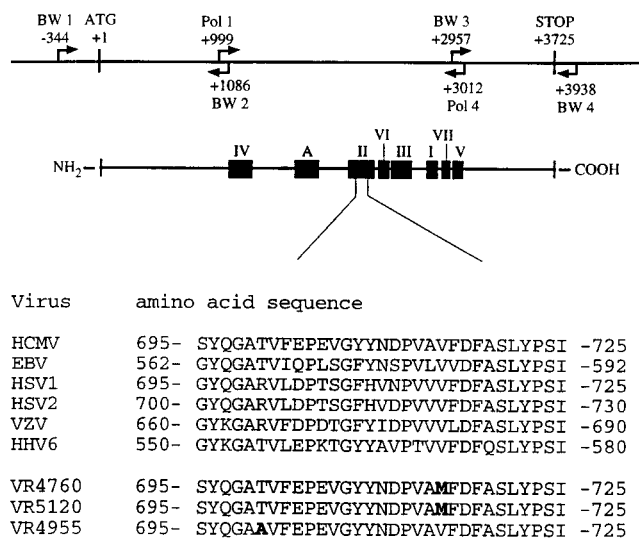 BW 1 ATG Pol 1 BW 3 STOP
-344 +1 +999 +2957 +3725
+1086 +3012 +3938
BW 2 Pol 4 BW 4
VI VII
IV A II III I V
NH2 COOH
Virus amino acid sequence
HCMV 695- SYQGATVFEPEVGYYNDPVAVFDFASLYPSI -725
EBV 562- GYQGATVIQPLSGFYNSPVLVVDFASLYPSI -592
HSV1 695- GYQGARVLDPTSGFHVNPVVVFDFASLYPSI -725
HSV2 700- GYQGARVLDPTSGFHVDPVVVFDFASLYPSI -730
VZV 660- GYKGARVFDPDTGFYIDPVVVLDFASLYPSI -690
HHV6 550- GYKGATVLEPKTGYYAVPTVVFDFQSLYPSI -580
VR4760 695- SYQGATVFEPEVGYYNDPVAMFDFASLYPSI -725
VR5120 695- SYQGATVFEPEVGYYNDPVAMFDFASLYPSI -725
VR4955 695- SYQGAAVFEPEVGYYNDPVAVFDFASLYPSI -725